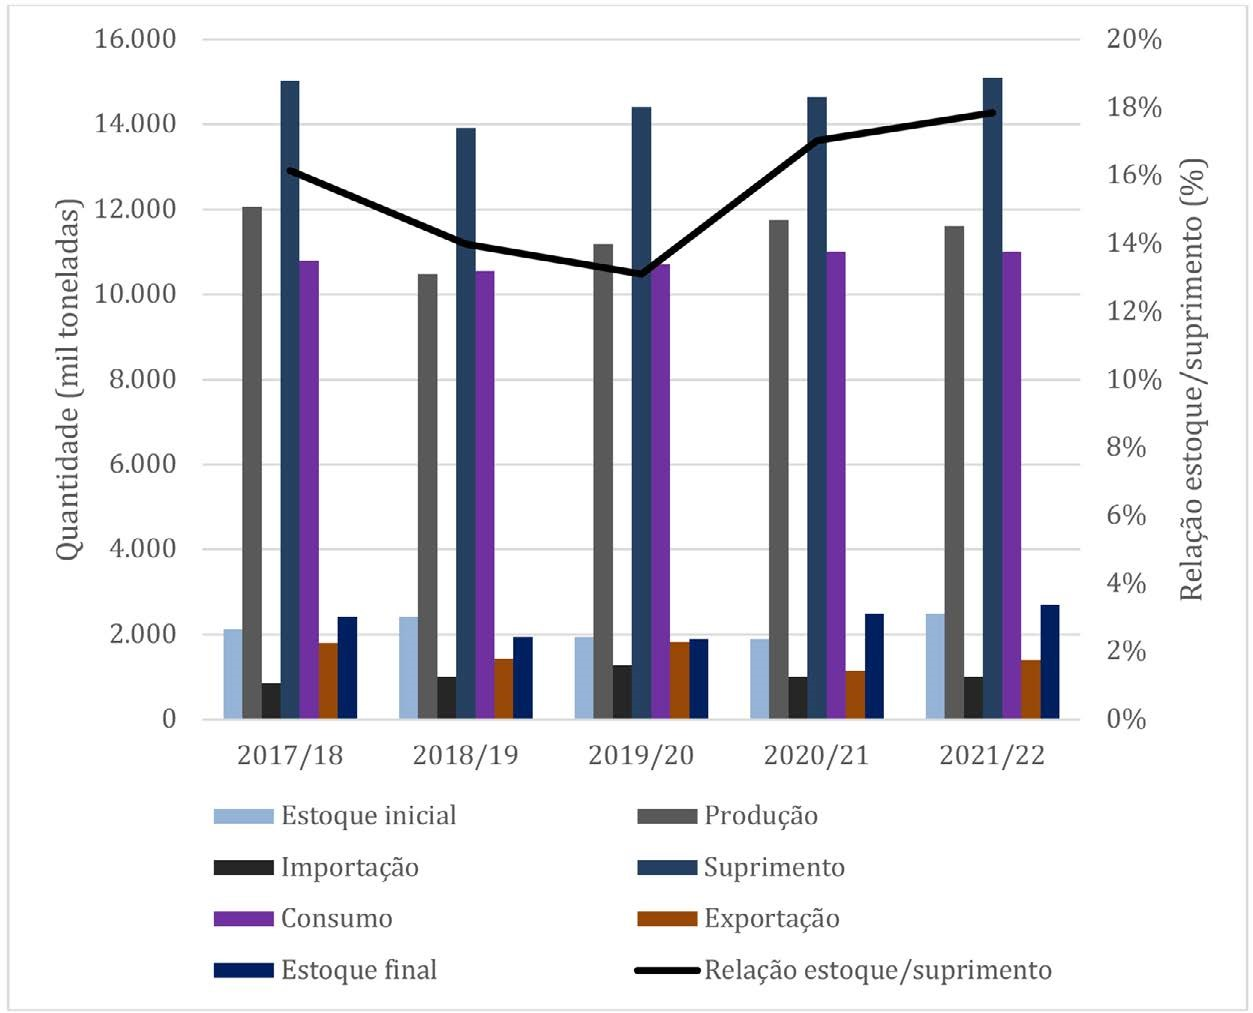 16.000
14.000
12.000
10.000
8.000
6.000
4.000
2.000
0
Quantidade (mil toneladas)
20%
18%
16%
14%
12%
10%
8%
6%
4%
2%
0%
Relação estoque/suprimento (%)
2017/18 2018/19 2019/20 2020/21 2021/22
Estoque inicial Produção
Importação Suprimento
Consumo Exportação
Estoque final Relação estoque/suprimento